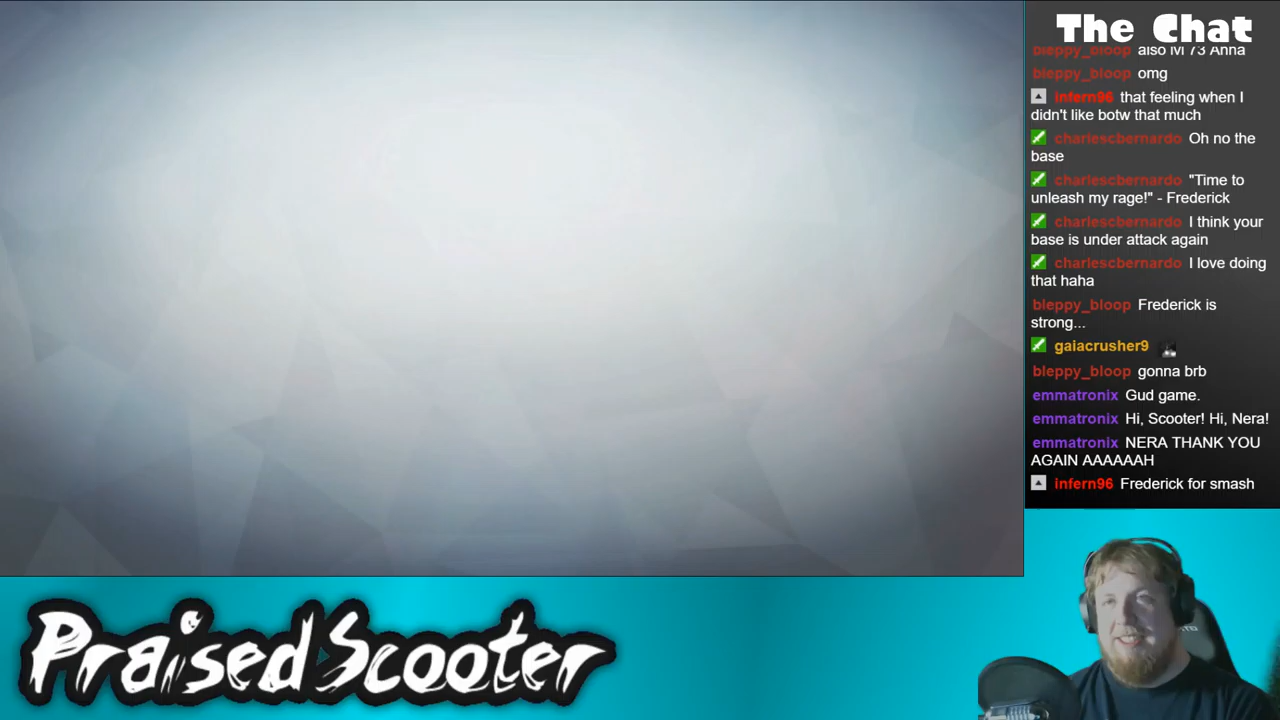 The Chat
bleppy_bloop also lvl 73 Anna
bleppy_bloop omg
infern96 that feeling when I
didn't like botw that much
charlescbernardo Oh no the
base
charlescbernardo "Time to
unleash my rage!" - Frederick
charlescbernardo I think your
base is under attack again
charlescbernardo I love doing
that haha
bleppy_bloop Frederick is
strong...
gaiacrusher9
bleppy_bloop gonna brb
emmatronix Gud game.
emmatronix Hi, Scooter! Hi, Nera!
emmatronix NERA THANK YOU
AGAIN AAAAAAH
infern96 Frederick for smash
PraisedScooter